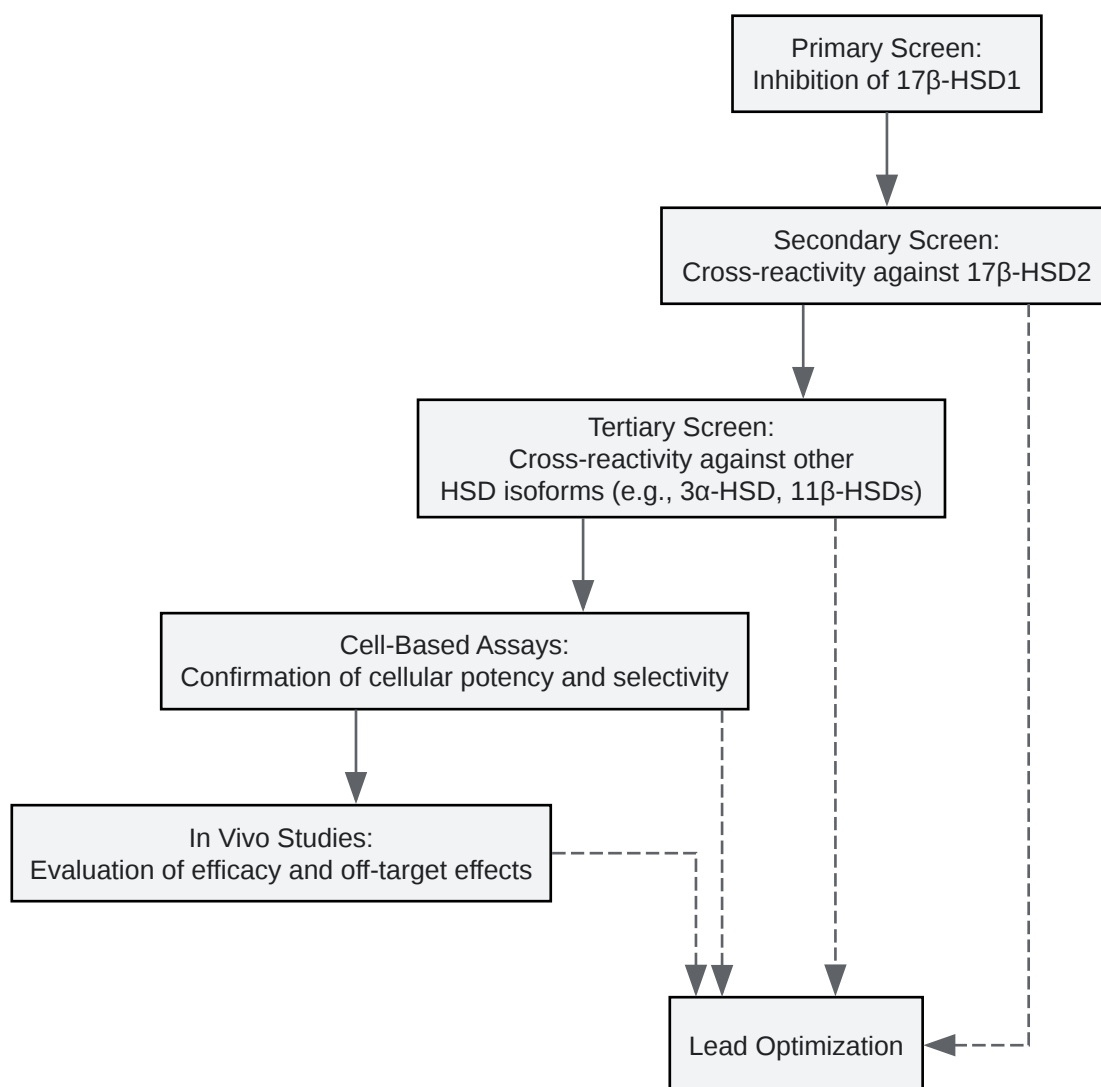 Primary Screen:
Inhibition of 17β-HSD1
Secondary Screen:
Cross-reactivity against 17β-HSD2
Tertiary Screen:
Cross-reactivity against other
HSD isoforms (e.g., 3α-HSD, 11β-HSDs)
Cell-Based Assays:
Confirmation of cellular potency and selectivity
In Vivo Studies:
Evaluation of efficacy and off-target effects
Lead Optimization